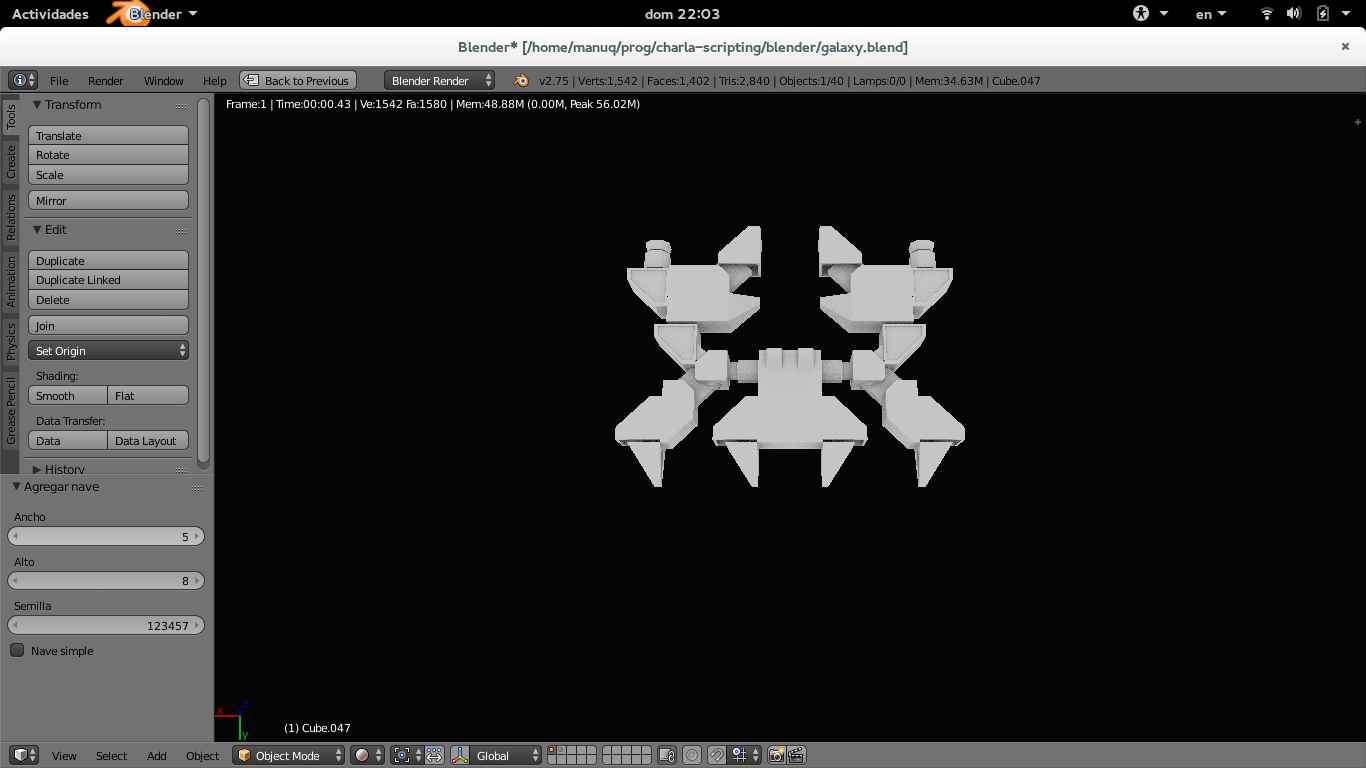 Actividades Blender dom 22:03 en
Blender* [/home/manuq/prog/charla-scripting/blender/galaxy.blend] ×
File Render Window Help Back to Previous Blender Render v2.75 | Verts:1,542 | Faces:1,402 | Tris:2,840 | Objects:1/40 | Lamps:0/0 | Mem:34.63M | Cube.047
Frame:1 | Time:00:00.43 | Ve:1542 Fa:1580 | Mem:48.88M (0.00M, Peak 56.02M)
Tools
Create
Relations
Animation
Physics
Grease Pencil
Transform
Translate
Rotate
Scale
Mirror
Edit
Duplicate
Duplicate Linked
Delete
Join
Set Origin
Shading:
Smooth Flat
Data Transfer:
Data Data Layout
History
Agregar nave
Ancho
5
Alto
8
Semilla
123457
Nave simple
x z
y
(1) Cube.047
View Select Add Object Object Mode Global